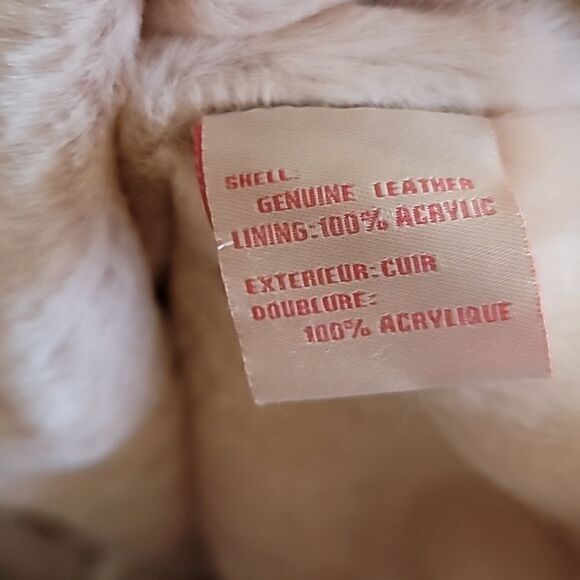 SHELL:
GENUINE LEATHER
LINING:100% ACRYLIC
EXTERIEUR:CUIR
DOUBLURE:
100% ACRYLIQUE